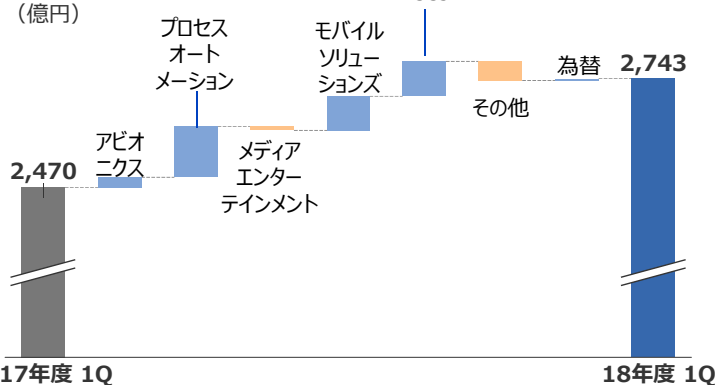 （億円）
プロセス
オート
メーション
モバイル
ソリュー
ションズ
為替
2,743
その他
アビオ
ニクス
メディア
エンター
テインメント
2,470
17年度 1Q
18年度 1Q